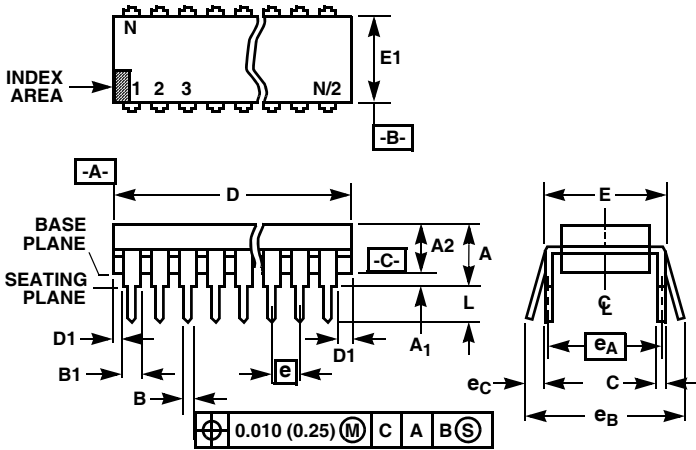 N
E1
INDEX
AREA
1 2 3 N/2
-B-
-A-
D
E
BASE
PLANE
A2
A
-C-
SEATING
PLANE
L
D1
A1
D1
B1
e
eA
B
eC
C
eB
0.010 (0.25) M C A B S